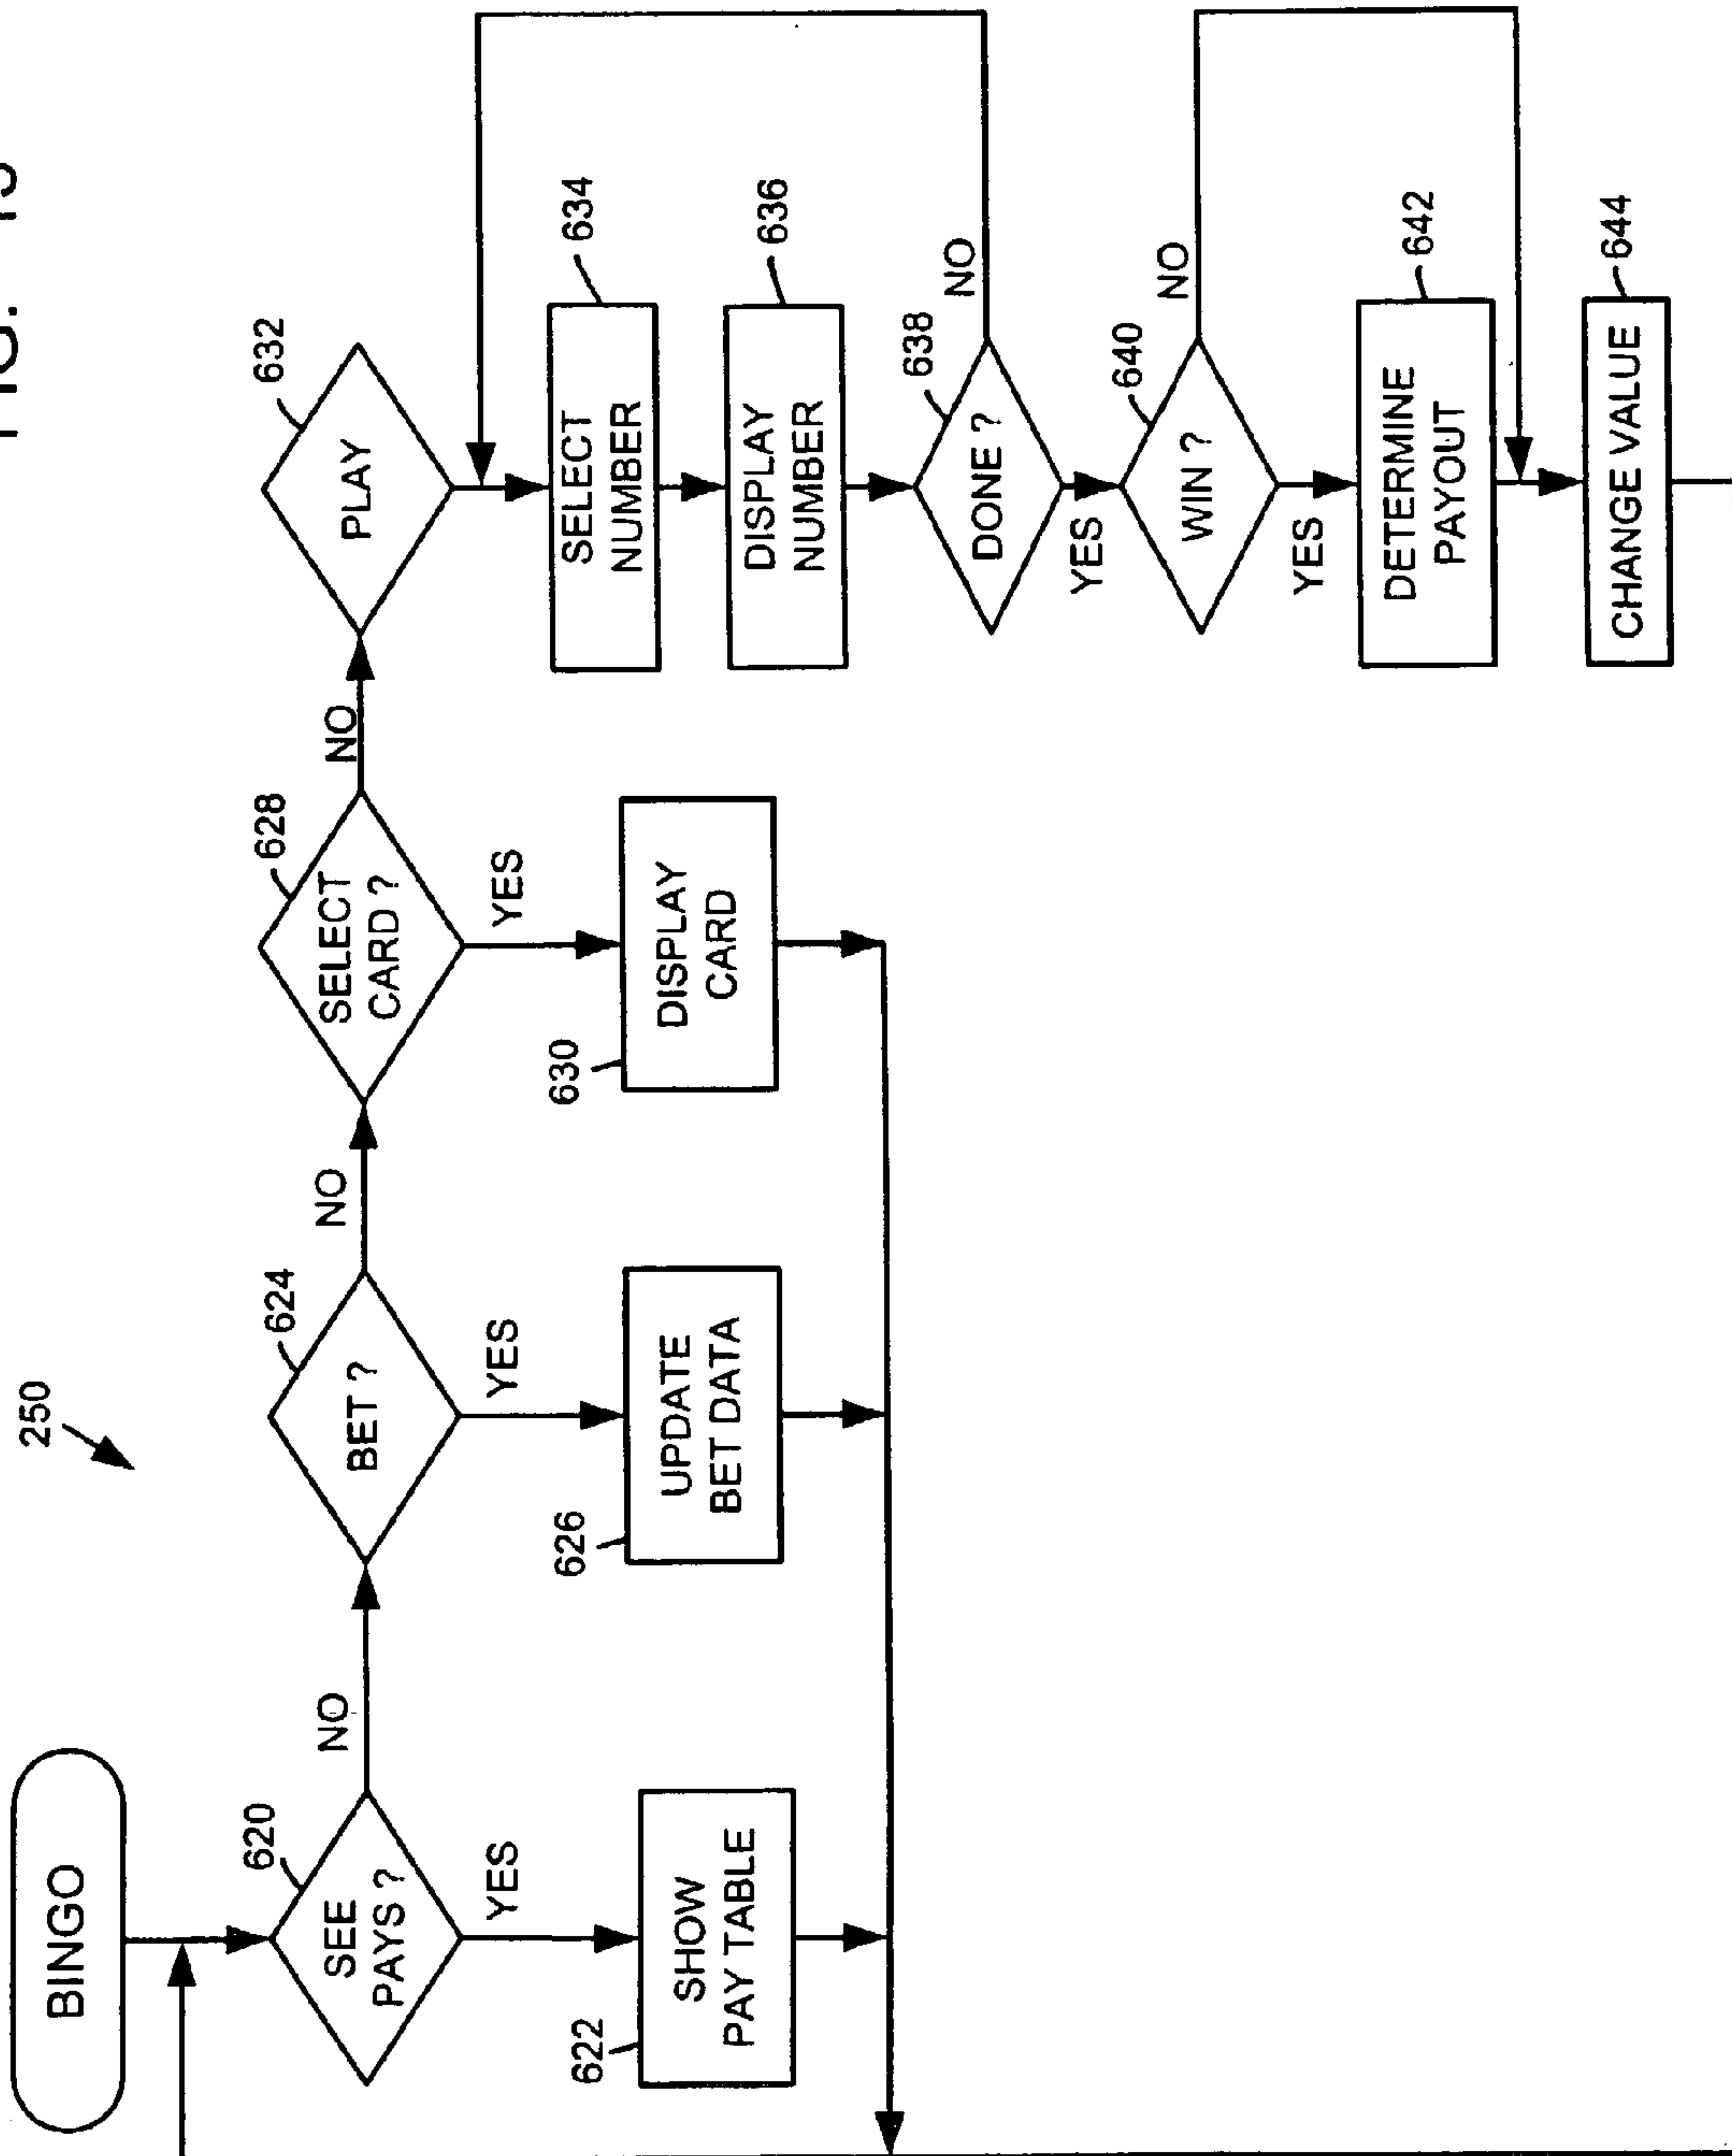 FIG.
250
BINGO
620
SEE
PAYS ?
NO
YES
622
SHOW
PAY TABLE
624
BET ?
NO
YES
626
UPDATE
BET DATA
628
SELECT
CARD ?
NO
YES
630
DISPLAY
CARD
632
PLAY
634
SELECT
NUMBER
636
DISPLAY
NUMBER
638
DONE ?
NO
YES
640
WIN ?
NO
YES
642
DETERMINE
PAYOUT
644
CHANGE VALUE